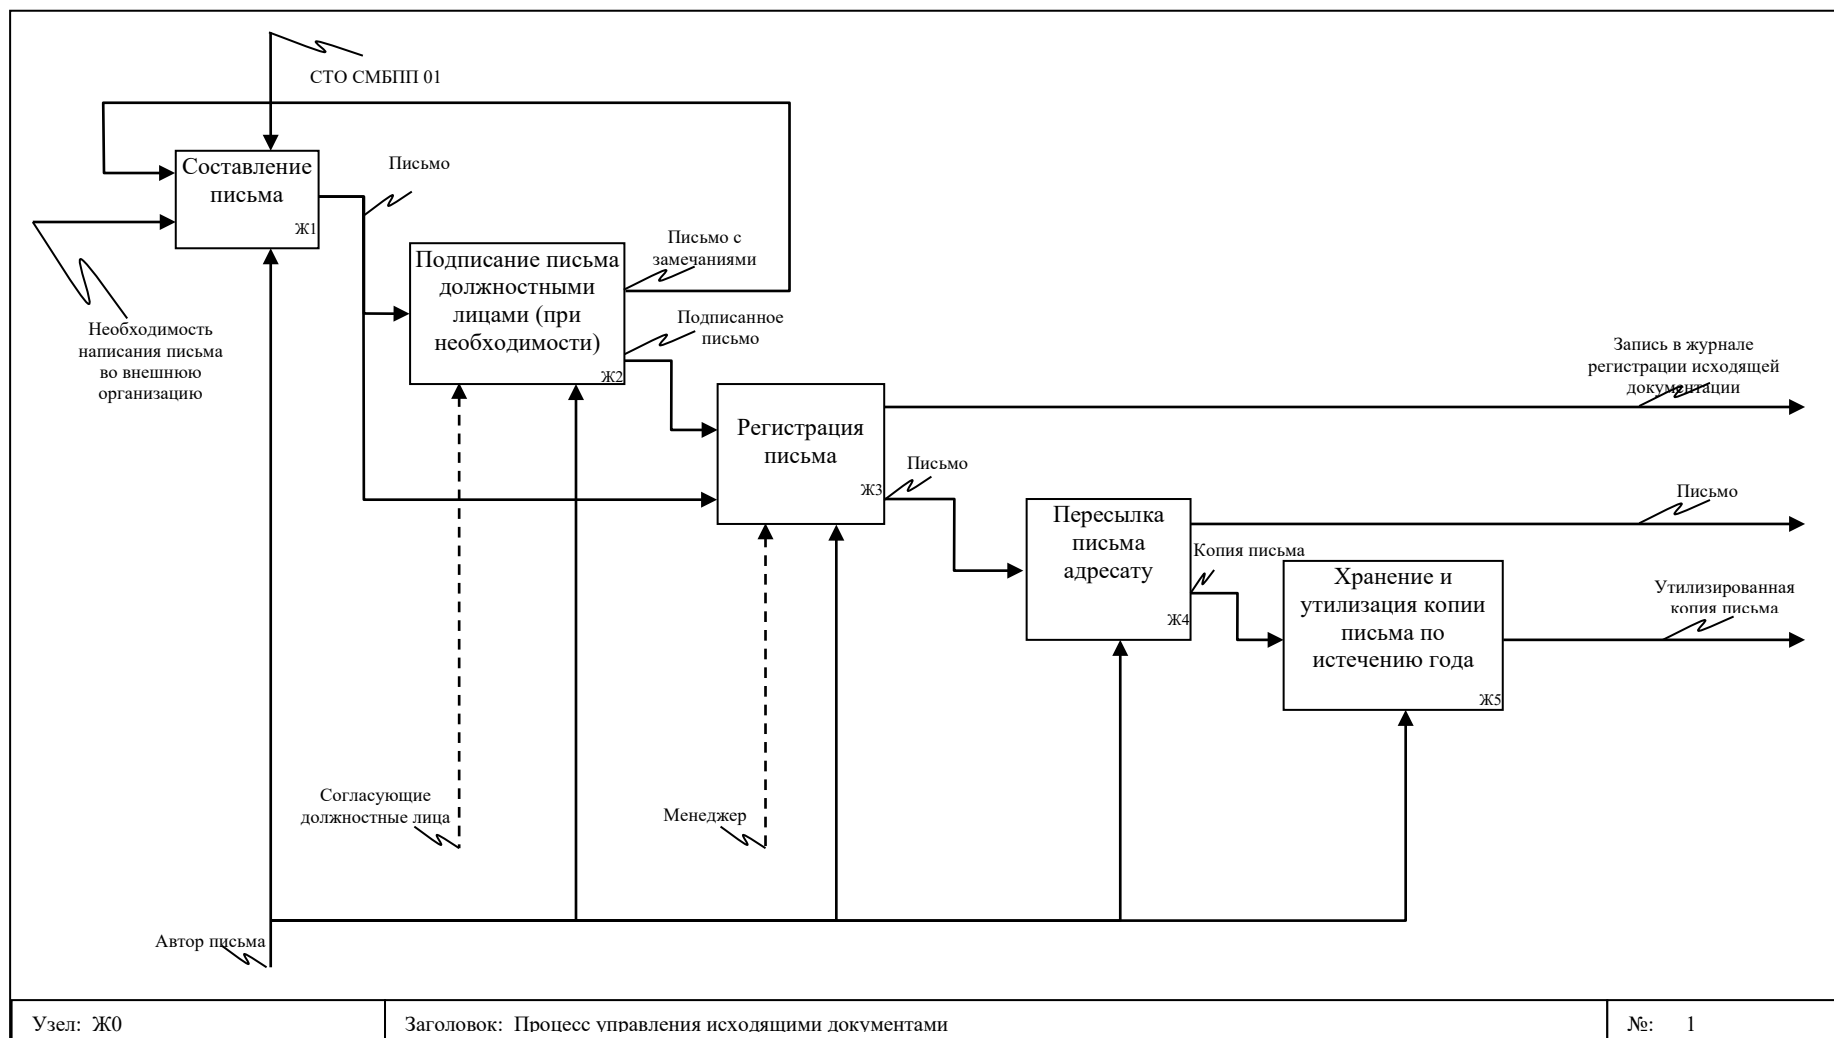 СТО СМБПП 01
Составление
письма
Ж1
Письмо
Необходимость
написания письма
во внешнюю
организацию
Подписание письма
должностными
лицами (при
необходимости)
Ж2
Письмо с
замечаниями
Подписанное
письмо
Регистрация
письма
Ж3
Запись в журнале
регистрации исходящей
документации
Письмо
Пересылка
письма
адресату
Ж4
Письмо
Копия письма
Хранение и
утилизация копии
письма по
истечению года
Ж5
Утилизированная
копия письма
Согласующие
должностные лица
Менеджер
Автор письма
Узел: Ж0
Заголовок: Процесс управления исходящими документами
№: 1